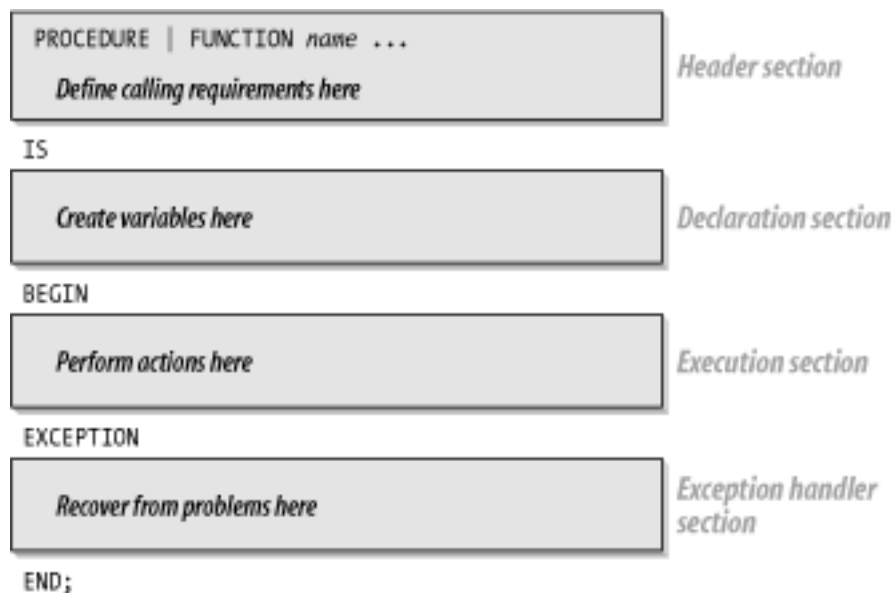 PROCEDURE | FUNCTION name ...
Define calling requirements here
Header section
IS
Create variables here
Declaration section
BEGIN
Perform actions here
Execution section
EXCEPTION
Recover from problems here
Exception handler
section
END;